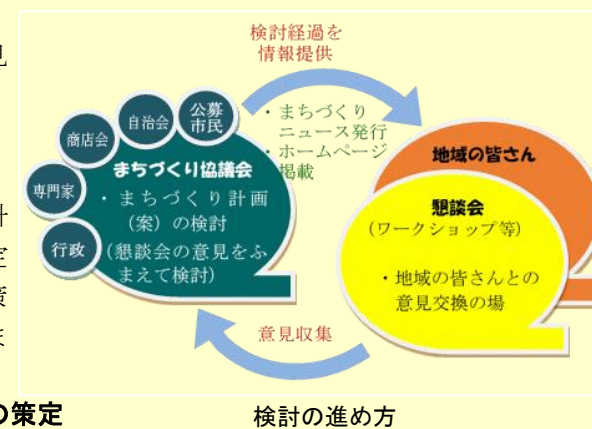 検討経過を
情報提供
公募
市民
自治会
商店会
専門家
行政
まちづくり協議会
・まちづくり計画
（案）の検討
（懇談会の意見をふ
まえて検討）
・まちづくり
ニュース発行
・ホームページ
掲載
地域の皆さん
懇談会
（ワークショップ等）
・地域の皆さんとの
意見交換の場
意見収集
の策定
検討の進め方